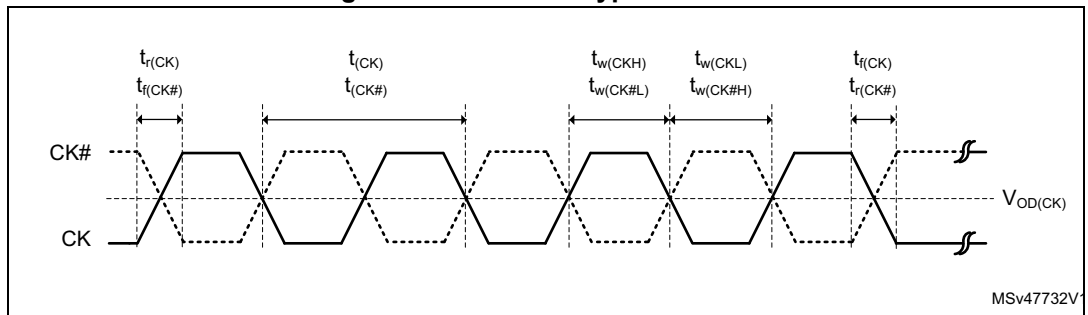 t_r(CK) t_(CK) t_w(CKH) t_w(CKL) t_f(CK)
t_f(CK#) t_(CK#) t_w(CK#L) t_w(CK#H) t_r(CK#)
CK#
V_OD(CK)
CK
MSv47732V1